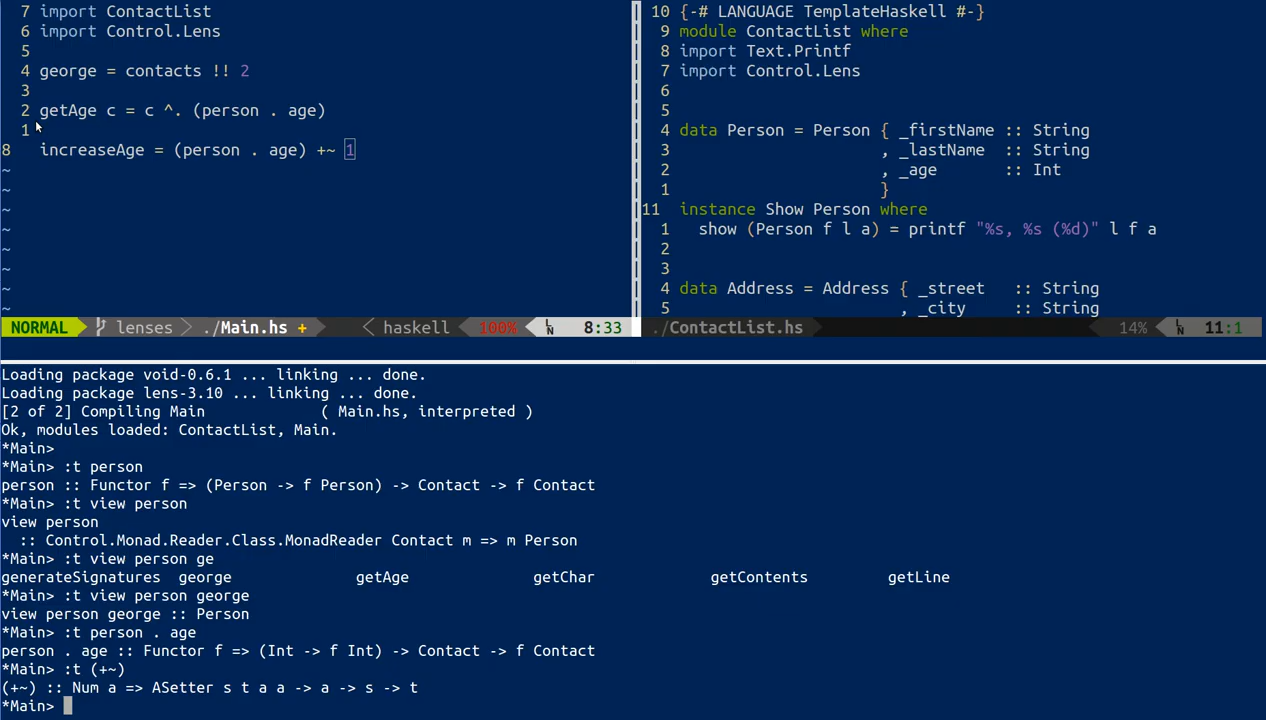 7 import ContactList
6 import Control.Lens
5
4 george = contacts !! 2
3
2 getAge c = c ^. (person . age)
1
8 increaseAge = (person . age) +~ 1
~
~
~
~
~
~
~
~
NORMAL lenses ./Main.hs + haskell 100% LN 8:33
10 {-# LANGUAGE TemplateHaskell #-}
9 module ContactList where
8 import Text.Printf
7 import Control.Lens
6
5
4 data Person = Person { _firstName :: String
3 , _lastName :: String
2 , _age :: Int
1 }
11 instance Show Person where
1 show (Person f l a) = printf "%s, %s (%d)" l f a
2
3
4 data Address = Address { _street :: String
5 , _city :: String
./ContactList.hs 14% LN 11:1
Loading package void-0.6.1 ... linking ... done.
Loading package lens-3.10 ... linking ... done.
[2 of 2] Compiling Main ( Main.hs, interpreted )
Ok, modules loaded: ContactList, Main.
*Main>
*Main> :t person
person :: Functor f => (Person -> f Person) -> Contact -> f Contact
*Main> :t view person
view person
:: Control.Monad.Reader.Class.MonadReader Contact m => m Person
*Main> :t view person ge
generateSignatures george getAge getChar getContents getLine
*Main> :t view person george
view person george :: Person
*Main> :t person . age
person . age :: Functor f => (Int -> f Int) -> Contact -> f Contact
*Main> :t (+~)
(+~) :: Num a => ASetter s t a a -> a -> s -> t
*Main>